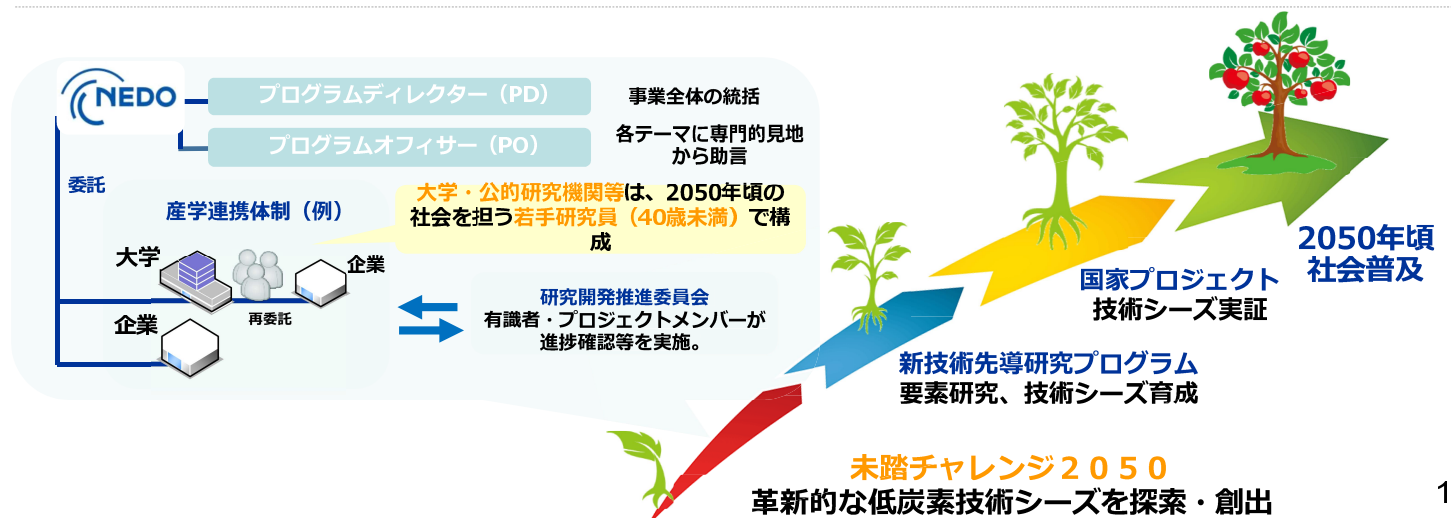 NEDO
プログラムディレクター（PD）
事業全体の統括
プログラムオフィサー（PO）
各テーマに専門的見地
から助言
委託
産学連携体制（例）
大学・公的研究機関等は、2050年頃の
社会を担う若手研究員（40歳未満）で構
成
大学
企業
再委託
企業
研究開発推進委員会
有識者・プロジェクトメンバーが
進捗確認等を実施。
2050年頃
社会普及
国家プロジェクト
技術シーズ実証
新技術先導研究プログラム
要素研究、技術シーズ育成
未踏チャレンジ２０５０
革新的な低炭素技術シーズを探索・創出
1